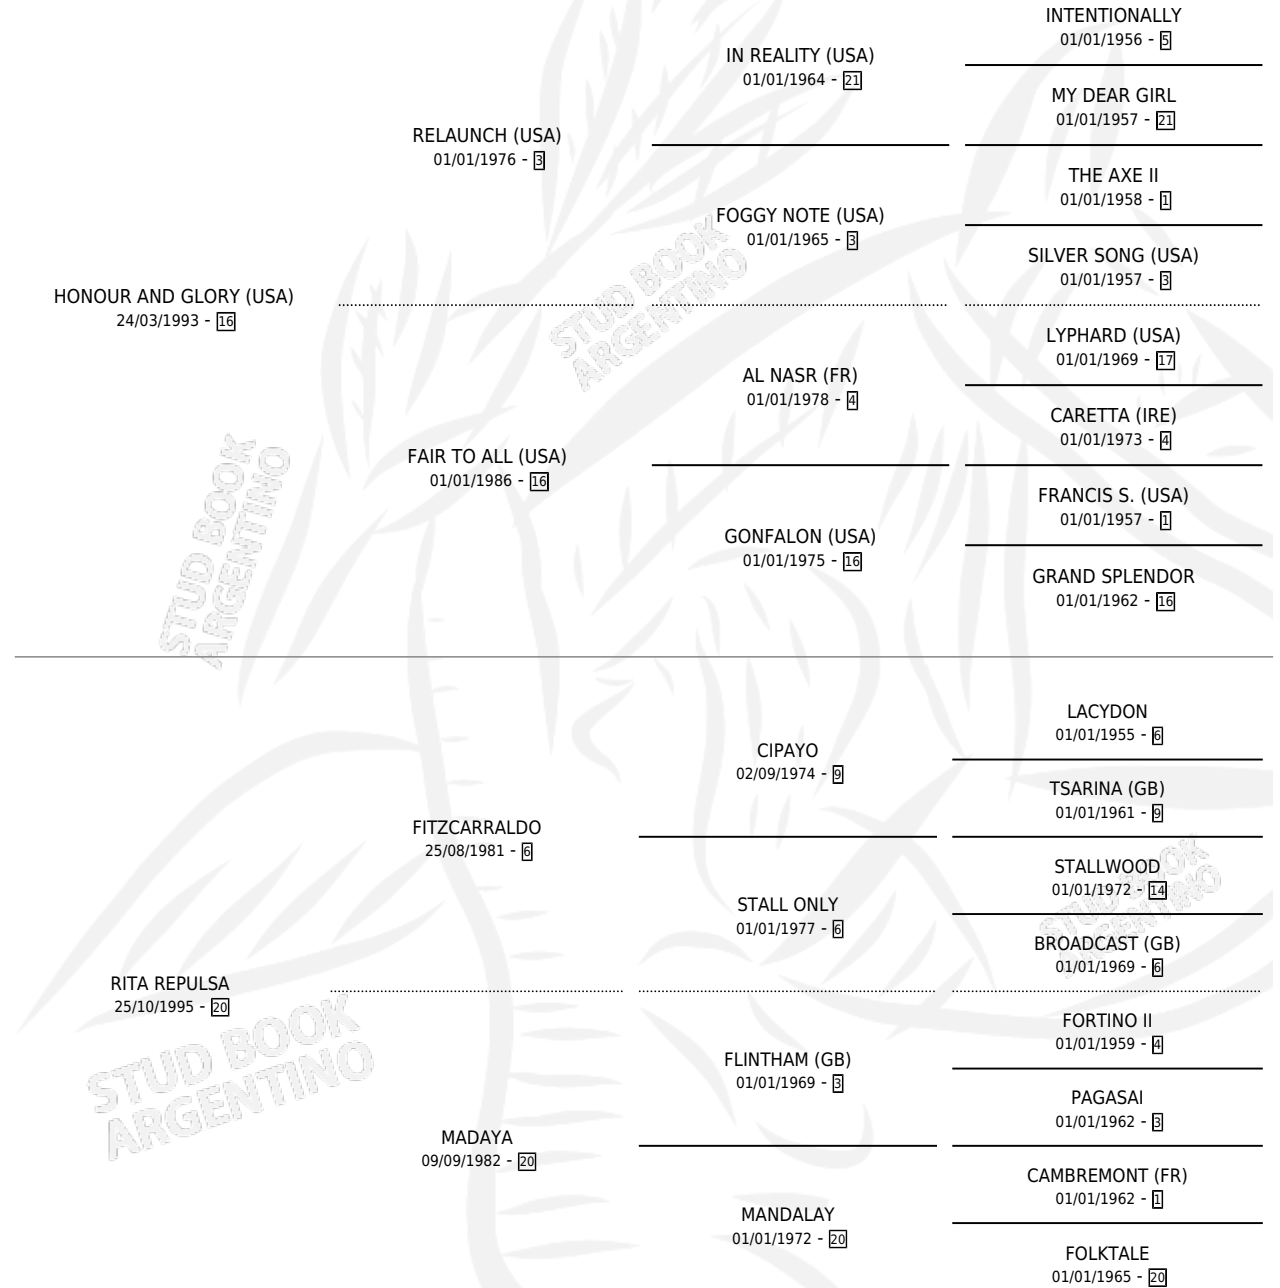 INTENTIONALLY
01/01/1956 - 5
IN REALITY (USA)
01/01/1964 - 21
MY DEAR GIRL
01/01/1957 - 21
RELAUNCH (USA)
01/01/1976 - 3
THE AXE II
01/01/1958 - 1
FOGGY NOTE (USA)
01/01/1965 - 3
SILVER SONG (USA)
01/01/1957 - 3
HONOUR AND GLORY (USA)
24/03/1993 - 16
LYPHARD (USA)
01/01/1969 - 17
AL NASR (FR)
01/01/1978 - 4
CARETTA (IRE)
01/01/1973 - 4
FAIR TO ALL (USA)
01/01/1986 - 16
FRANCIS S. (USA)
01/01/1957 - 1
GONFALON (USA)
01/01/1975 - 16
GRAND SPLENDOR
01/01/1962 - 16
STUD BOOK
ARGENTINO
STUD BOOK
ARGENTINO
LACYDON
01/01/1955 - 6
CIPAYO
02/09/1974 - 9
TSARINA (GB)
01/01/1961 - 9
FITZCARRALDO
25/08/1981 - 6
STALLWOOD
01/01/1972 - 14
STALL ONLY
01/01/1977 - 6
BROADCAST (GB)
01/01/1969 - 6
RITA REPULSA
25/10/1995 - 20
FORTINO II
01/01/1959 - 4
FLINTHAM (GB)
01/01/1969 - 3
PAGASAI
01/01/1962 - 3
MADAYA
09/09/1982 - 20
CAMBREMONT (FR)
01/01/1962 - 1
MANDALAY
01/01/1972 - 20
FOLKTALE
01/01/1965 - 20
STUD BOOK
ARGENTINO
STUD BOOK
ARGENTINO